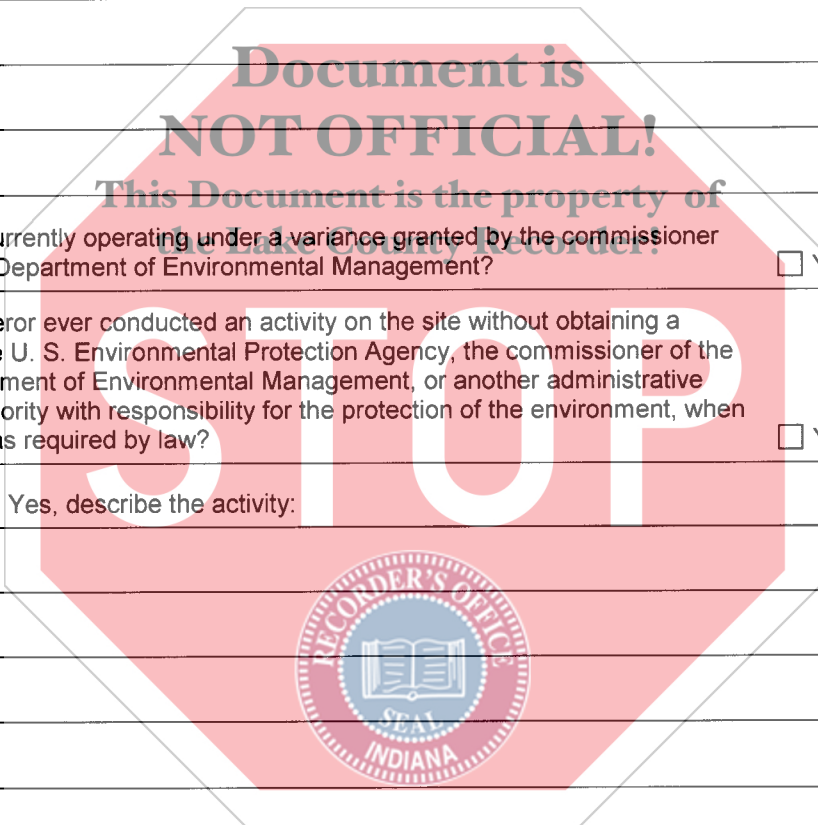 Document is
NOT OFFICIAL!
This Document is the property of
the Lake County Recorder!
urrently operating under a variance granted by the commissioner
Department of Environmental Management?
eror ever conducted an activity on the site without obtaining a
U. S. Environmental Protection Agency, the commissioner of the
ment of Environmental Management, or another administrative
ority with responsibility for the protection of the environment, when
s required by law?
Yes, describe the activity:
STOP
RECORDER'S OFFICE
SEAL
INDIANA